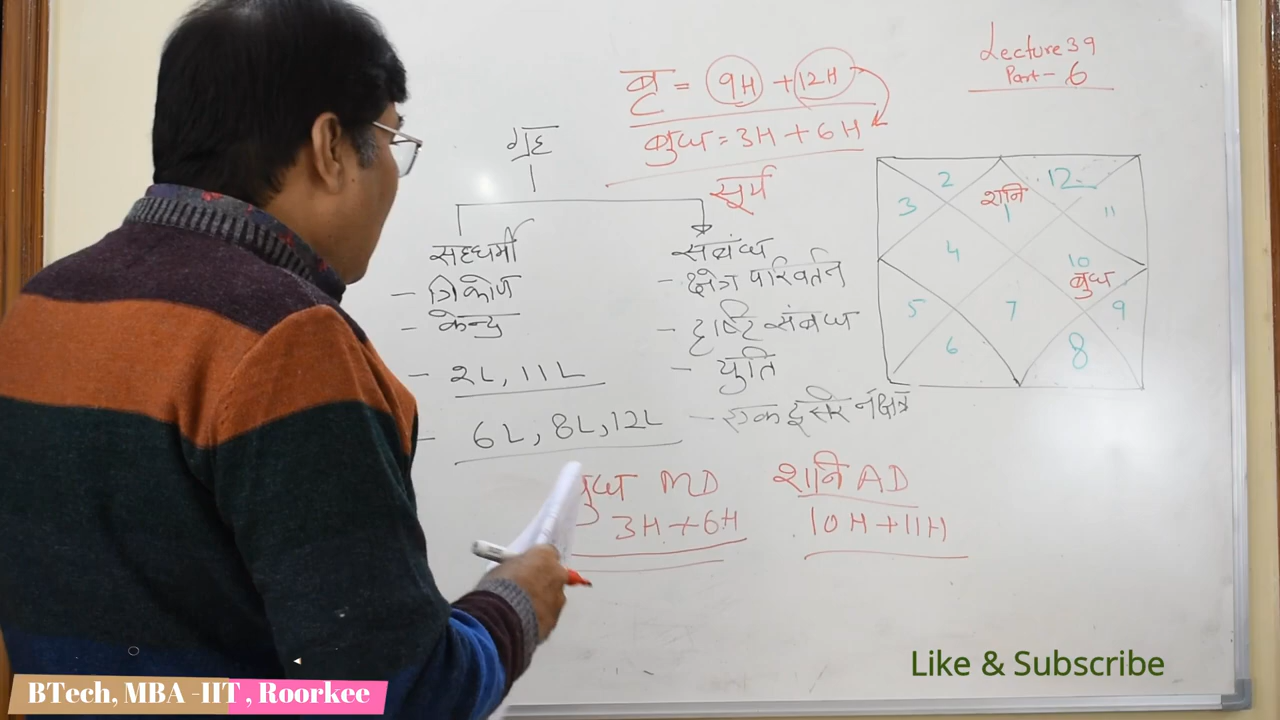 Lecture 39
Part- 6
बृ = 9H + 12H
बुध = 3H + 6H
सूर्य
ग्रह
सहधर्मी
- त्रिकोण
- केन्द्र
- 2L, 11L
- 6L, 8L, 12L
संबंध
- क्षेत्र परिवर्तन
- दृष्टि संबंध
- युति
- एक दूसरे नक्षत्र
2
शनि
12
3
1
11
4
10
बुध
5
7
9
6
8
बुध MD
3H + 6H
शनि AD
10H + 11H
Like & Subscribe
BTech, MBA -IIT , Roorkee